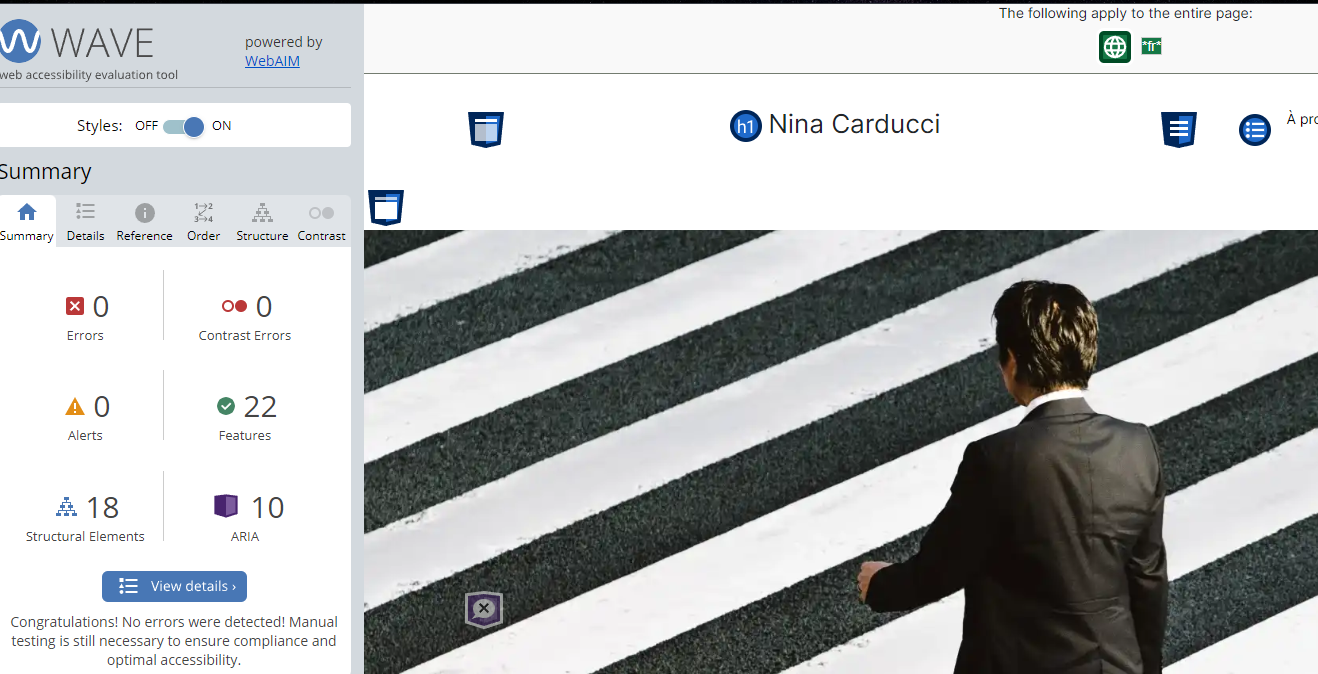 WAVE
web accessibility evaluation tool
powered by
WebAIM
Styles: OFF ON
Summary
Summary Details Reference Order Structure Contrast
0
Errors
0
Contrast Errors
0
Alerts
22
Features
18
Structural Elements
10
ARIA
View details ›
Congratulations! No errors were detected! Manual
testing is still necessary to ensure compliance and
optimal accessibility.
The following apply to the entire page:
*fr*
h1 Nina Carducci
À pro